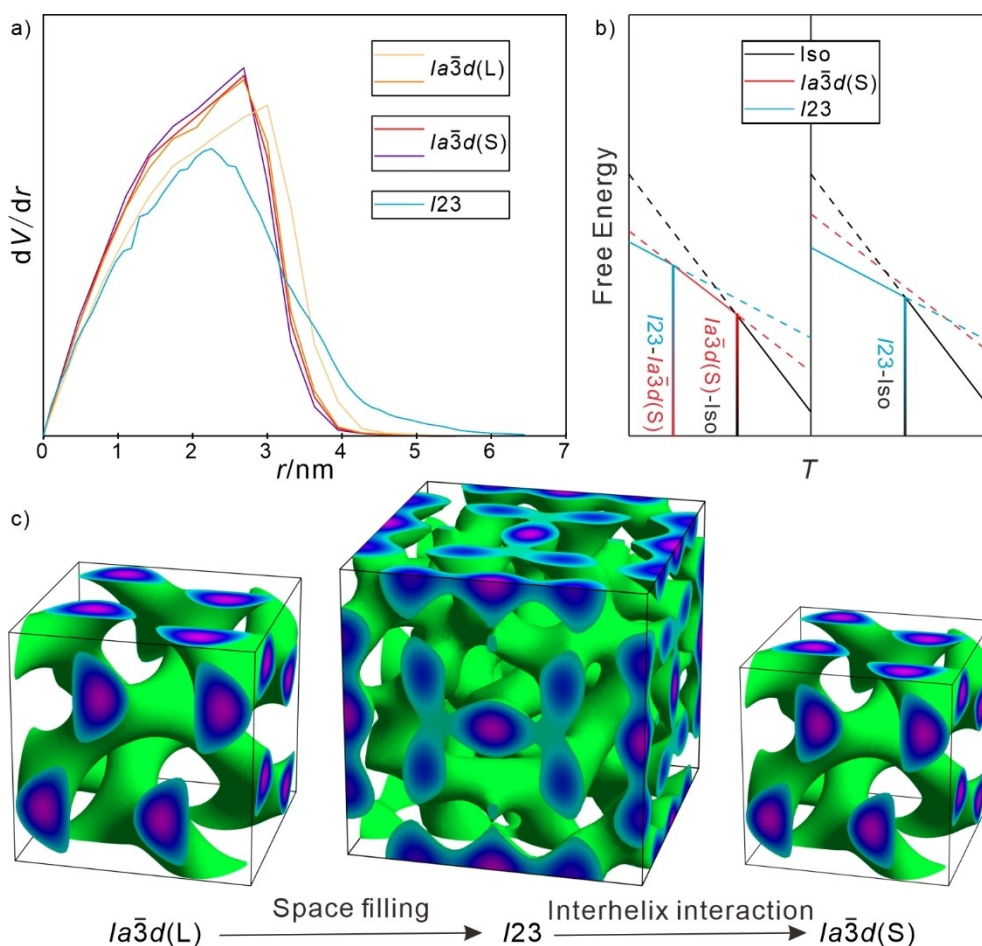 a)
Ia3̄d(L)
Ia3̄d(S)
I23
dV/dr
0 1 2 3 4 5 6 7
r/nm
b)
Iso
Ia3̄d(S)
I23
Free Energy
I23-Ia3̄d(S)
Ia3̄d(S)-Iso
I23-Iso
T
c)
Ia3̄d(L) Space filling I23 Interhelix interaction Ia3̄d(S)